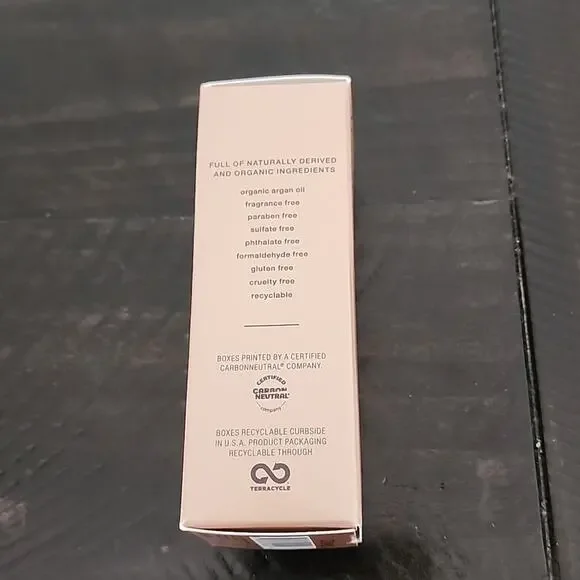 FULL OF NATURALLY DERIVED
AND ORGANIC INGREDIENTS
organic argan oil
fragrance free
paraben free
sulfate free
phthalate free
formaldehyde free
gluten free
cruelty free
recyclable
BOXES PRINTED BY A CERTIFIED
CARBONNEUTRAL® COMPANY.
CERTIFIED
CARBON
NEUTRAL®
company
BOXES RECYCLABLE CURBSIDE
IN U.S.A. PRODUCT PACKAGING
RECYCLABLE THROUGH
TERRACYCLE